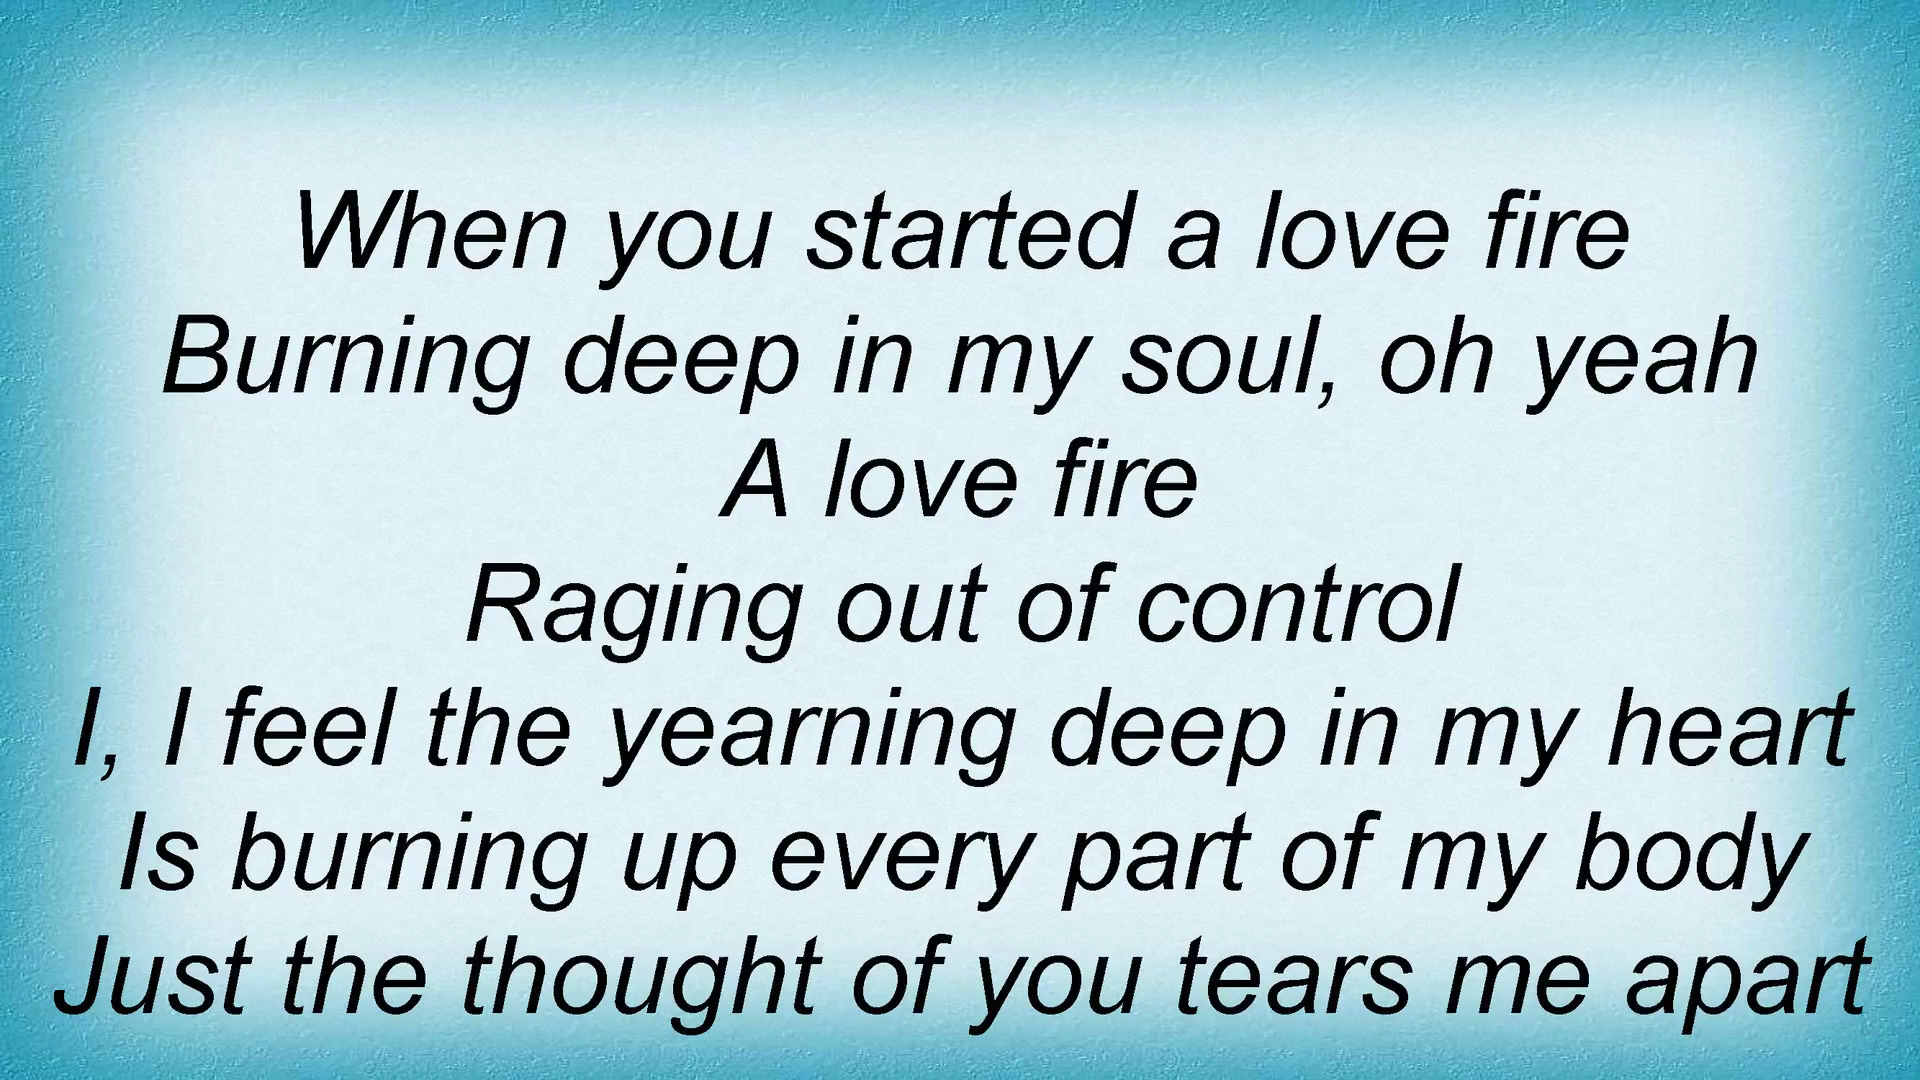 When you started a love fire
Burning deep in my soul, oh yeah
A love fire
Raging out of control
I, I feel the yearning deep in my heart
Is burning up every part of my body
Just the thought of you tears me apart